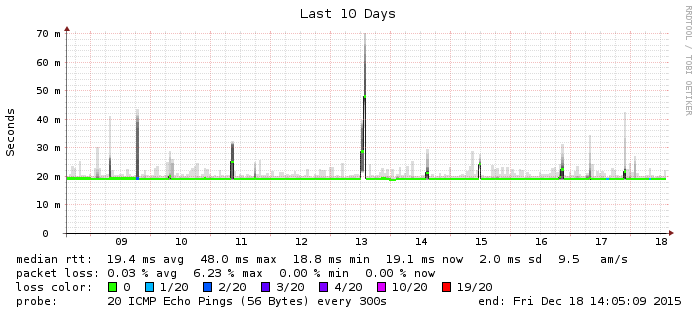 Last 10 Days
RRDTOOL / TOBI OETIKER
Seconds
70 m
60 m
50 m
40 m
30 m
20 m
10 m
0
09 10 11 12 13 14 15 16 17 18
median rtt: 19.4 ms avg 48.0 ms max 18.8 ms min 19.1 ms now 2.0 ms sd 9.5 am/s
packet loss: 0.03 % avg 6.23 % max 0.00 % min 0.00 % now
loss color: 0 1/20 2/20 3/20 4/20 10/20 19/20
probe: 20 ICMP Echo Pings (56 Bytes) every 300s end: Fri Dec 18 14:05:09 2015